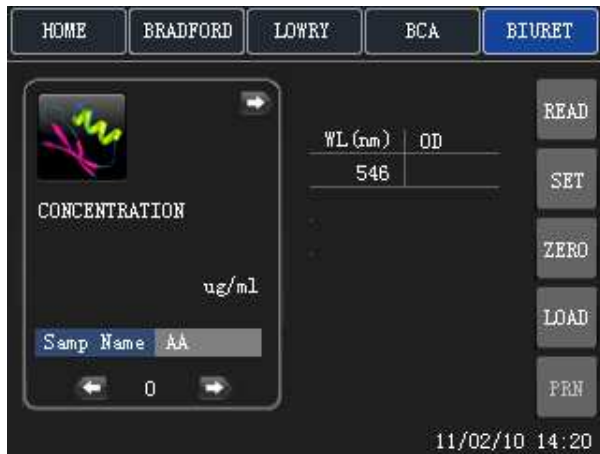 HOME BRADFORD LOWRY BCA BIURET
READ
WL(nm) OD
546
SET
CONCENTRATION
ZERO
ug/ml
LOAD
Samp Name AA
0
PRN
11/02/10 14:20